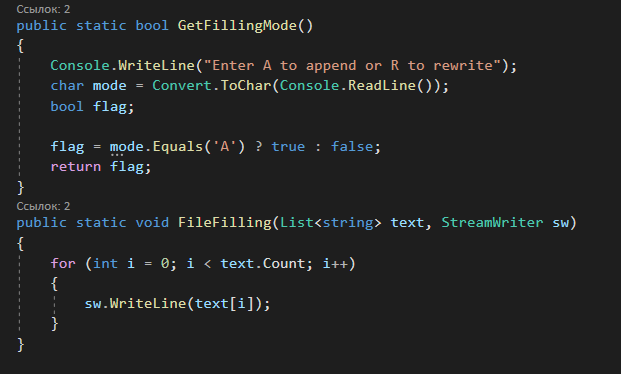 Ссылок: 2
public static bool GetFillingMode()
{
    Console.WriteLine("Enter A to append or R to rewrite");
    char mode = Convert.ToChar(Console.ReadLine());
    bool flag;

    flag = mode.Equals('A') ? true : false;
    return flag;
}
Ссылок: 2
public static void FileFilling(List<string> text, StreamWriter sw)
{
    for (int i = 0; i < text.Count; i++)
    {
        sw.WriteLine(text[i]);
    }
}